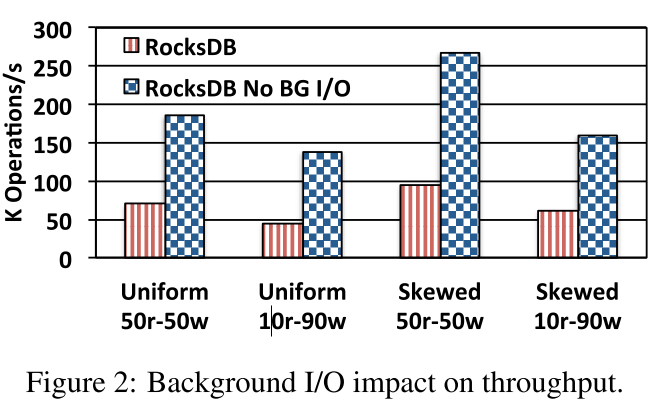 K Operations/s
300
250
200
150
100
50
0
RocksDB
RocksDB No BG I/O
Uniform
50r-50w
Uniform
10r-90w
Skewed
50r-50w
Skewed
10r-90w
Figure 2: Background I/O impact on throughput.